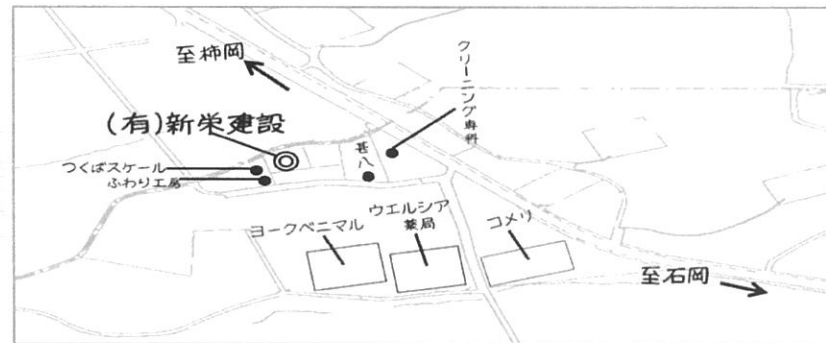 至柿岡
クリーニング専科
(有)新栄建設
甚八
つくばスケール
ふわり工房
ヨークベニマル
ウエルシア
薬局
コメリ
至石岡